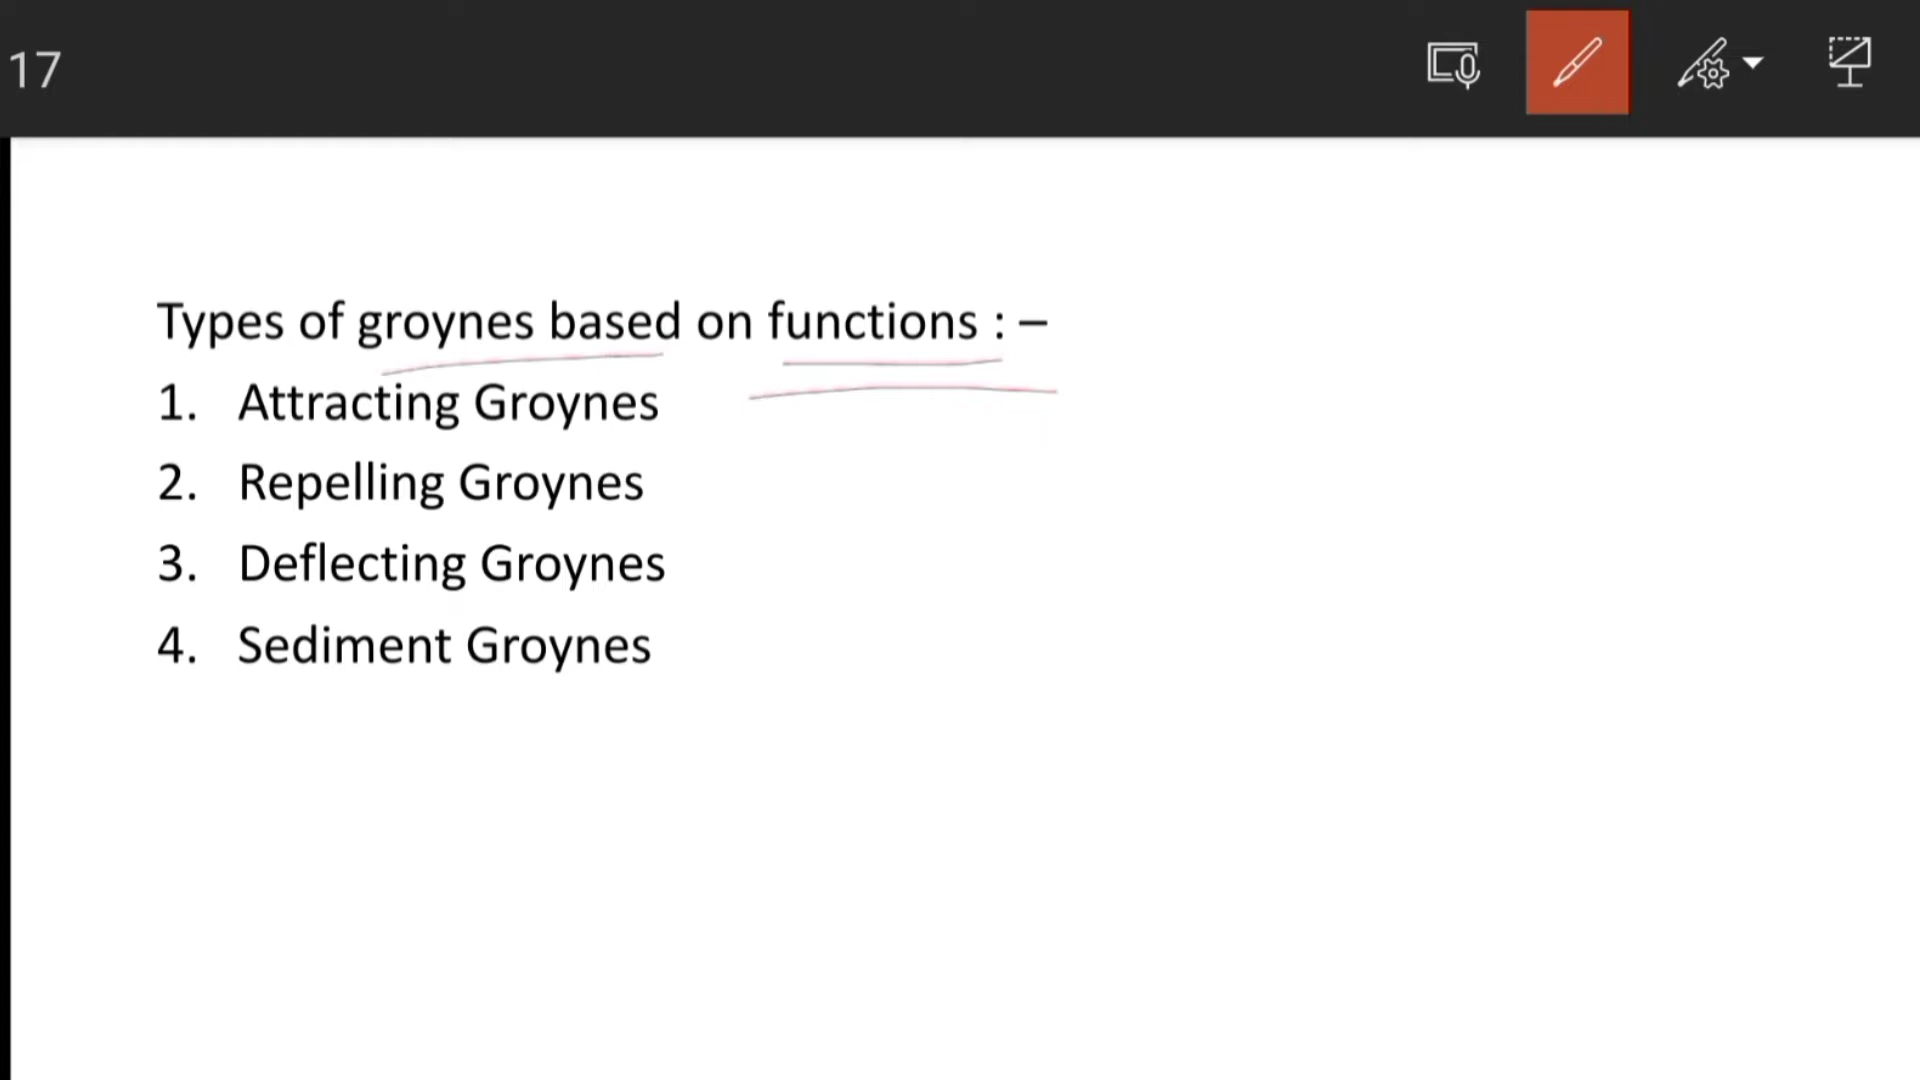 17
Types of groynes based on functions : –
1. Attracting Groynes
2. Repelling Groynes
3. Deflecting Groynes
4. Sediment Groynes